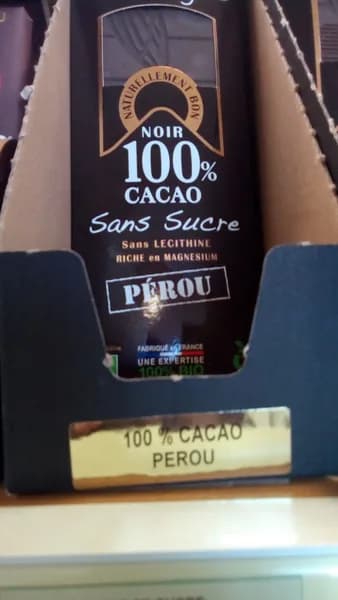 NATURELLEMENT BON
NOIR
100%
CACAO
Sans Sucre
Sans LECITHINE
RICHE en MAGNESIUM
PÉROU
FABRIQUÉ en FRANCE
UNE EXPERTISE
100% BIO
100 % CACAO
PEROU